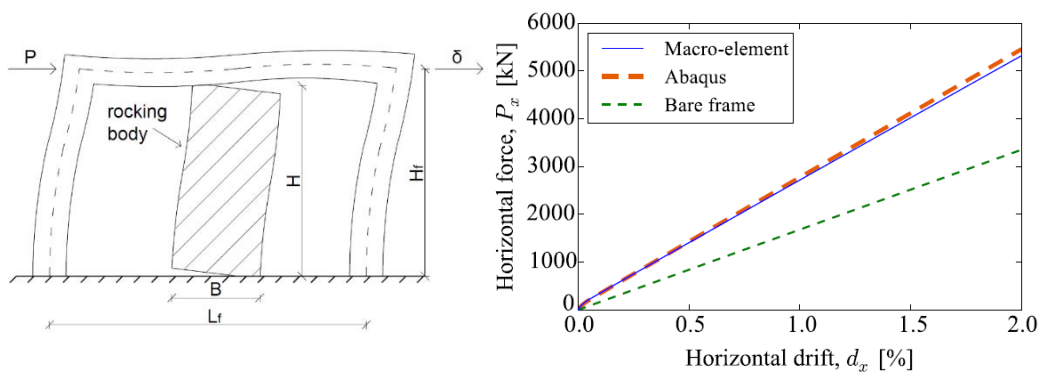 P
δ
rocking
body
H
Hf
B
Lf
Horizontal force, Pₓ [kN]
6000
5000
4000
3000
2000
1000
0
Macro-element
Abaqus
Bare frame
0.0
0.5
1.0
1.5
2.0
Horizontal drift, dₓ [%]